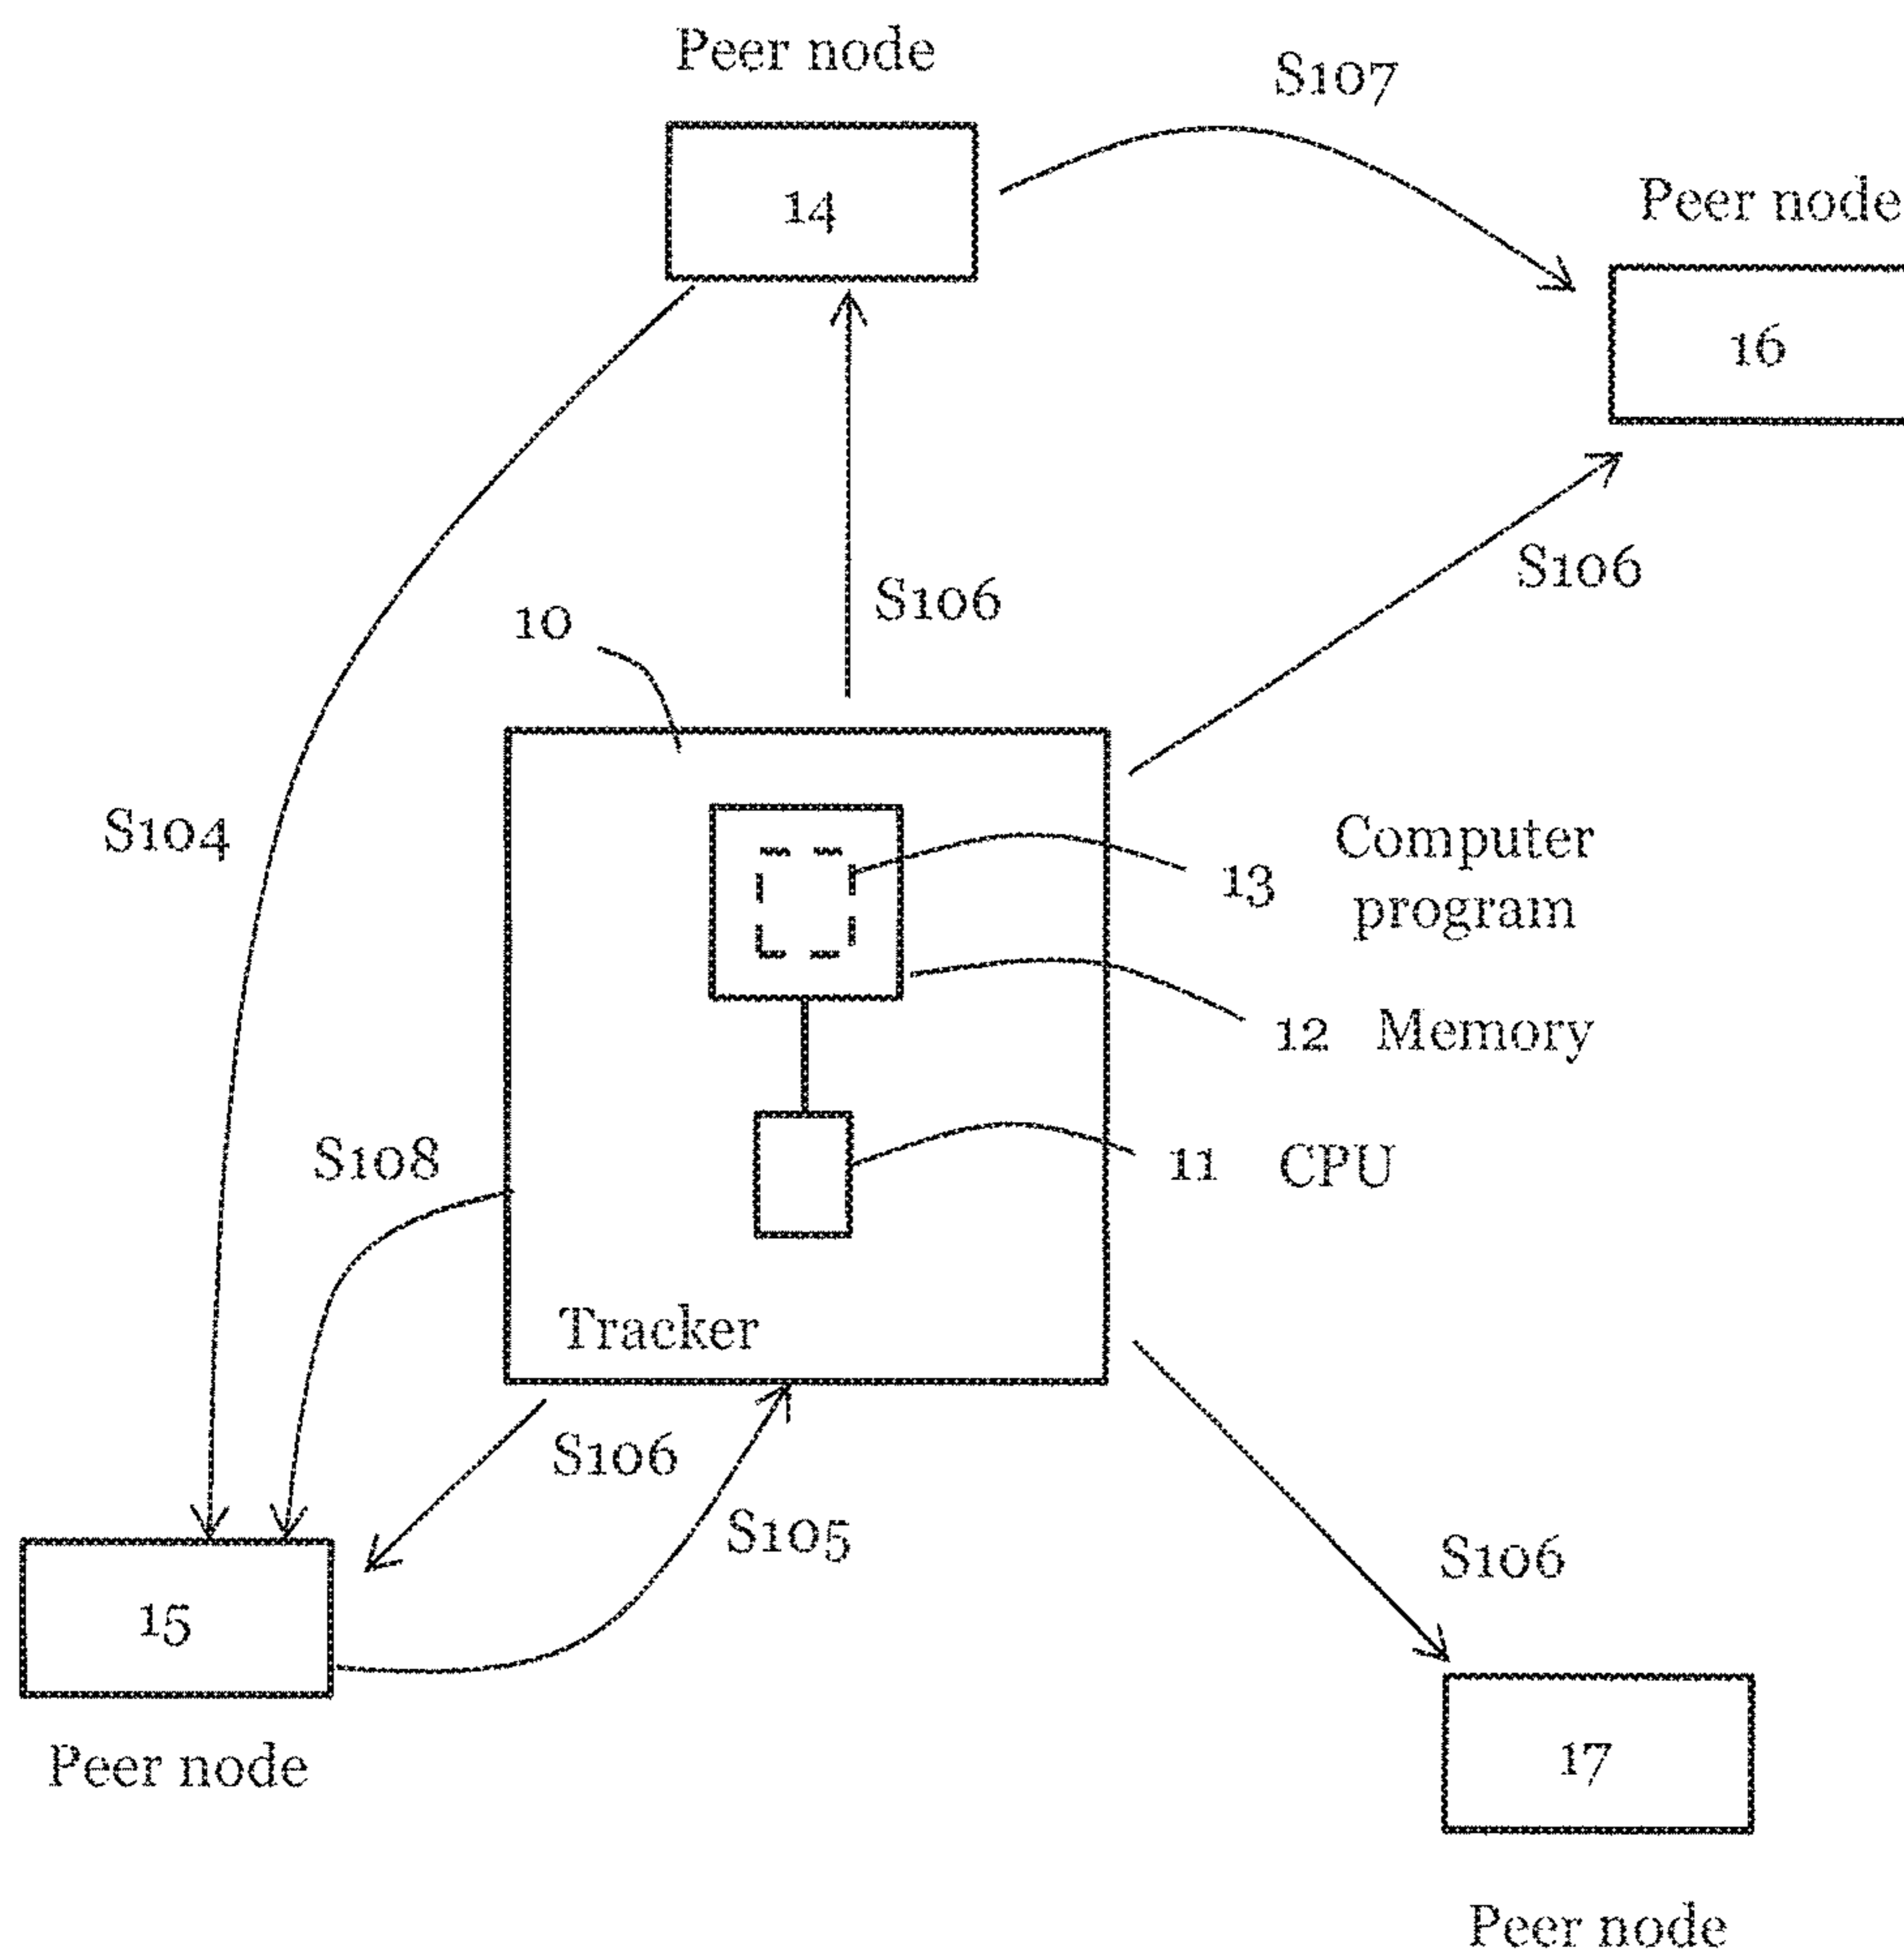 Peer node
S107
14
Peer node
16
S106
S106
10
S104
Computer
13
program
12 Memory
S108
11 CPU
Tracker
S106
S105
S106
15
Peer node
17
Peer node